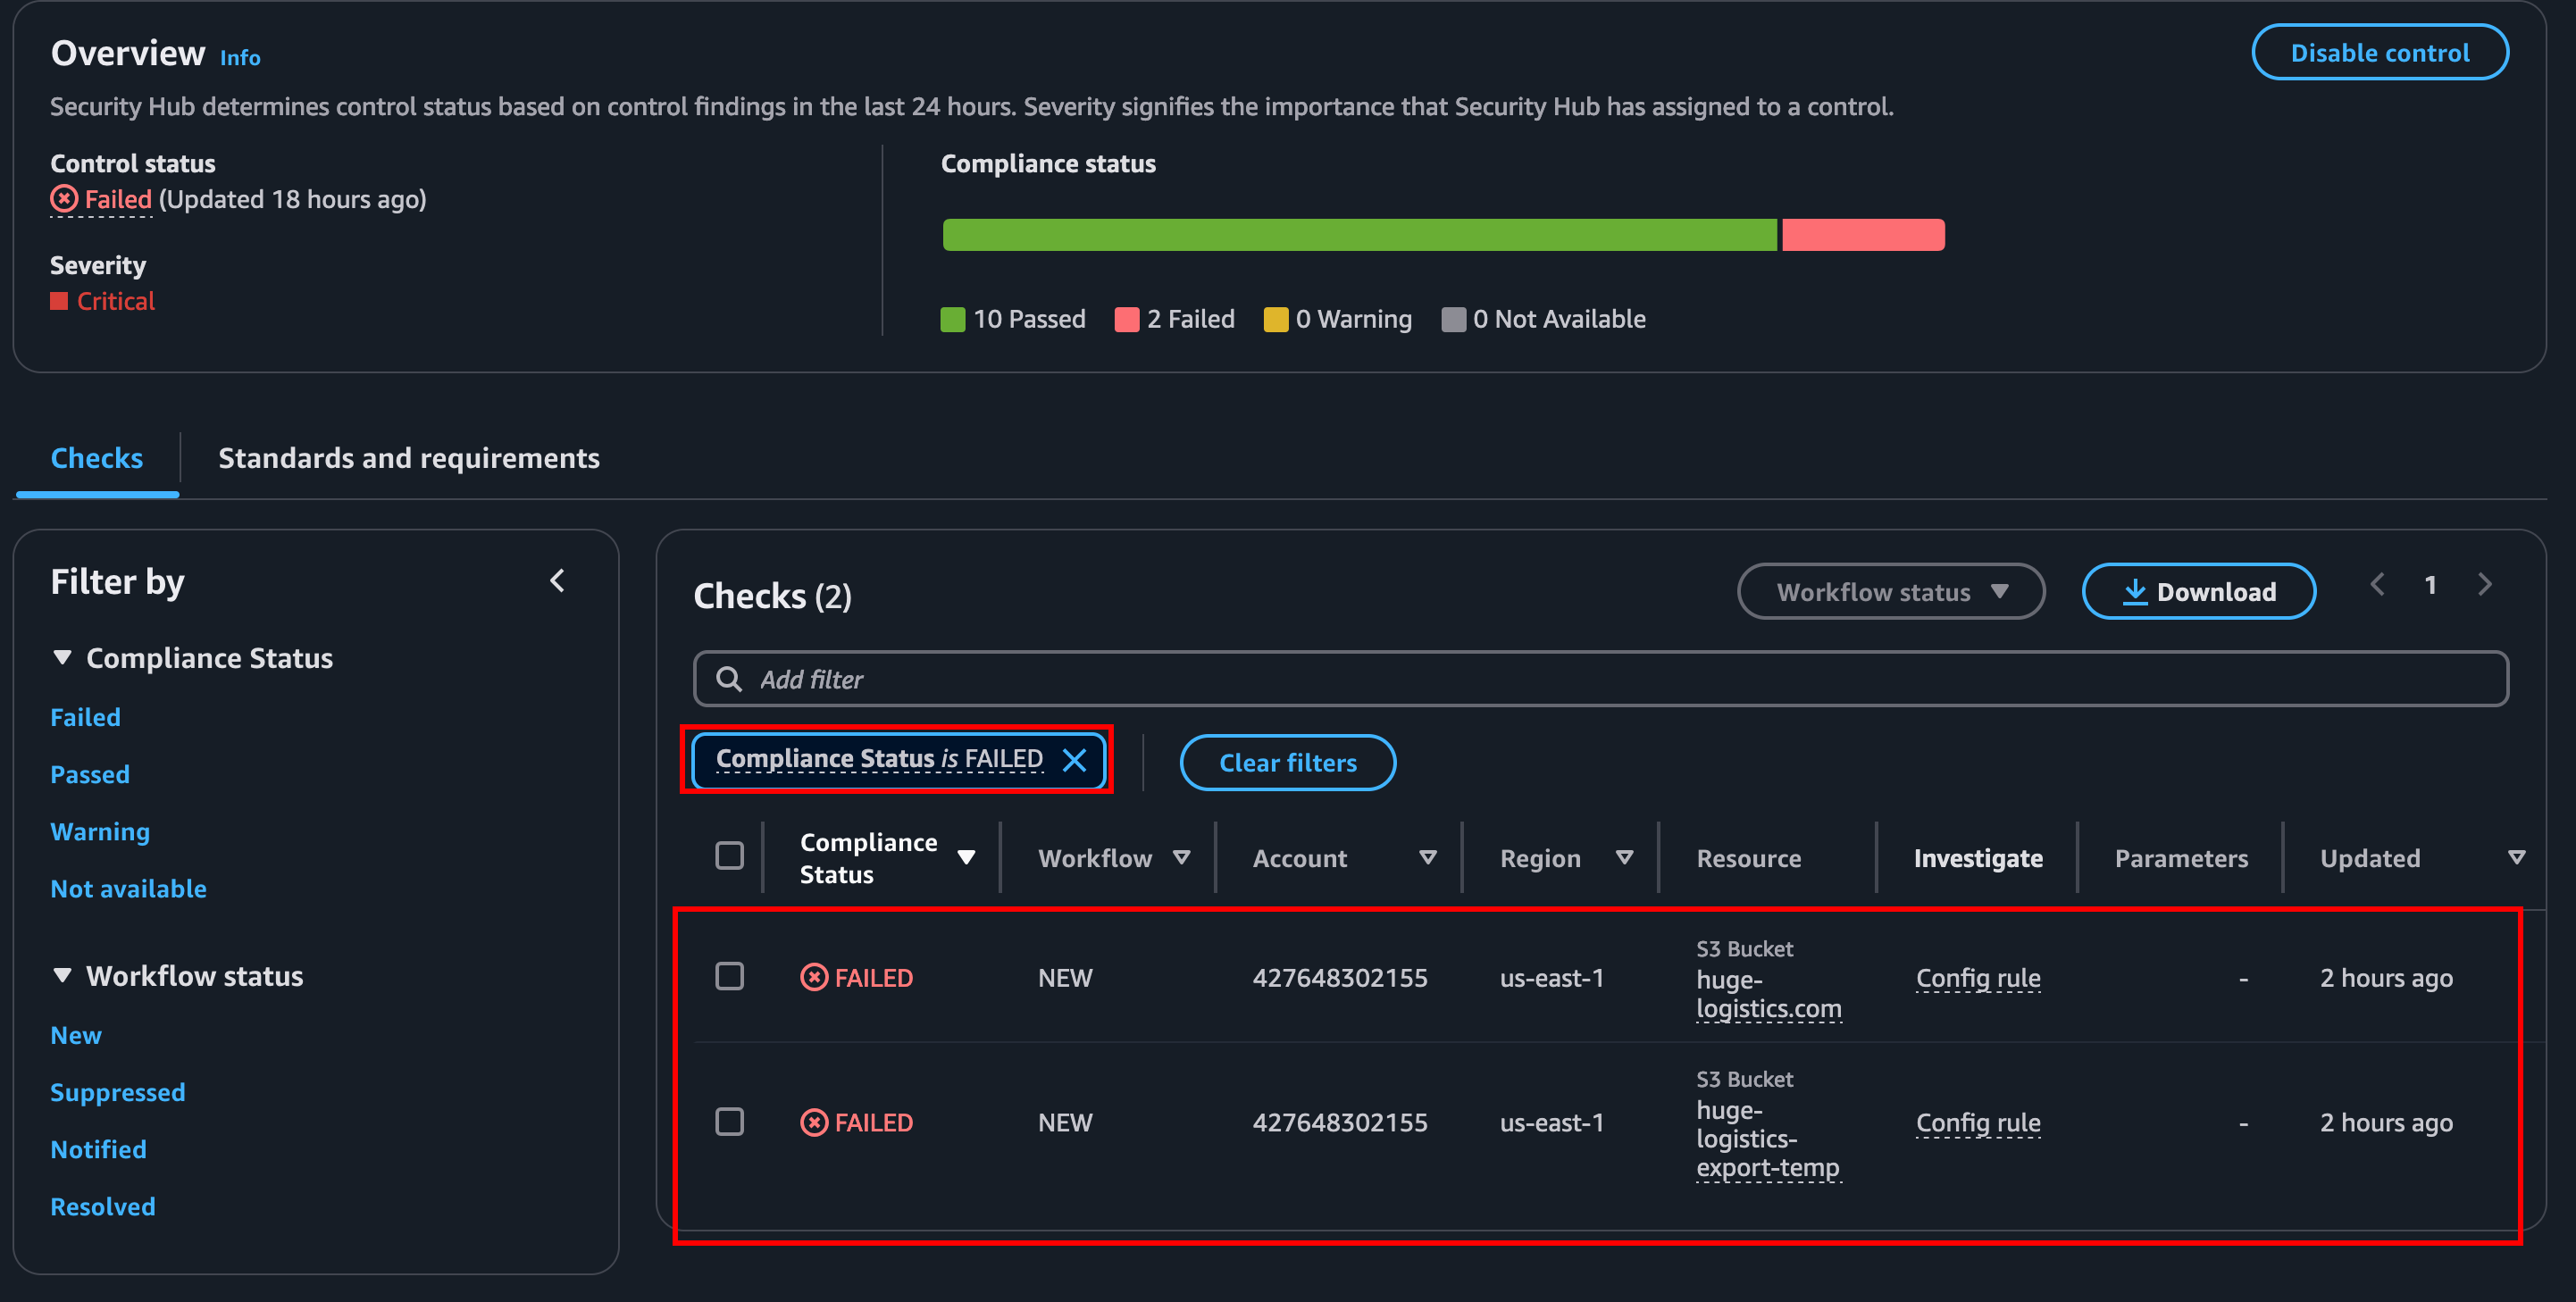 Overview Info
Disable control
Security Hub determines control status based on control findings in the last 24 hours. Severity signifies the importance that Security Hub has assigned to a control.
Control status
Failed (Updated 18 hours ago)
Severity
Critical
Compliance status
10 Passed 2 Failed 0 Warning 0 Not Available
Checks
Standards and requirements
Filter by
Compliance Status
Failed
Passed
Warning
Not available
Workflow status
New
Suppressed
Notified
Resolved
Checks (2)
Workflow status
Download
1
Add filter
Compliance Status is FAILED
Clear filters
Compliance
Status
Workflow
Account
Region
Resource
Investigate
Parameters
Updated
FAILED
NEW
427648302155
us-east-1
S3 Bucket
huge-
logistics.com
Config rule
-
2 hours ago
FAILED
NEW
427648302155
us-east-1
S3 Bucket
huge-
logistics-
export-temp
Config rule
-
2 hours ago